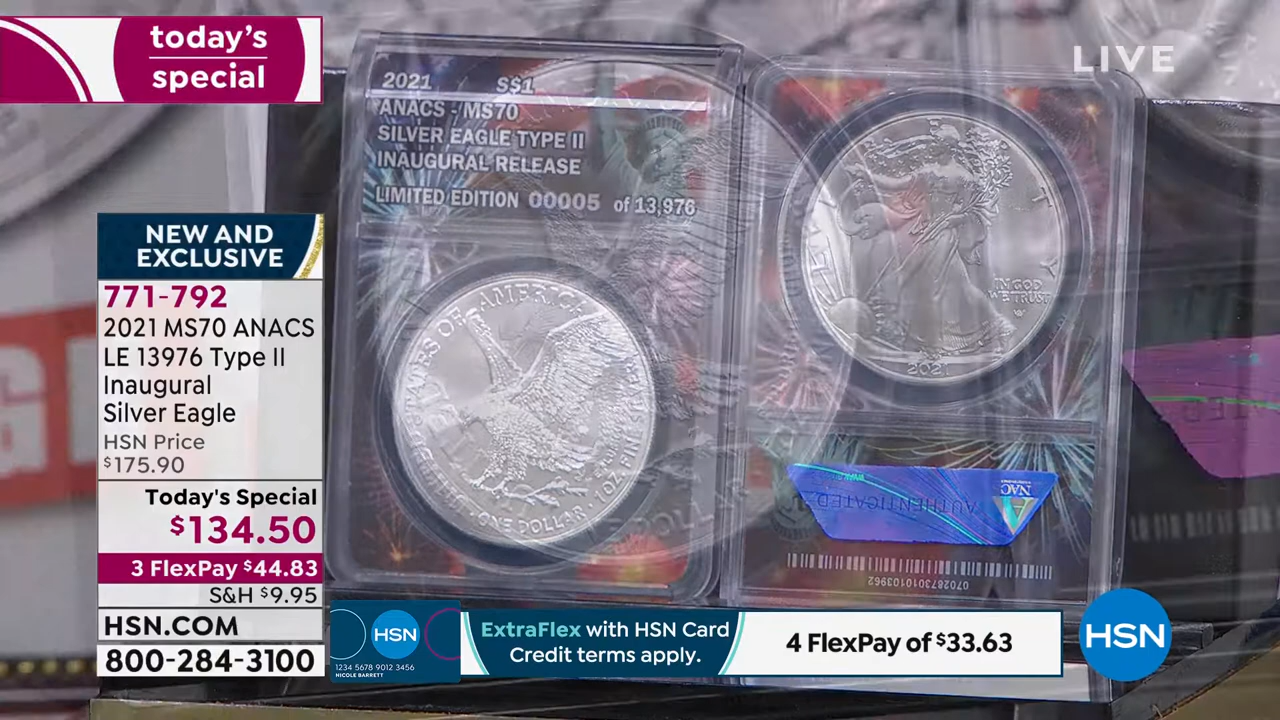 today's
special
LIVE
NEW AND
EXCLUSIVE
771-792
2021 MS70 ANACS
LE 13976 Type II
Inaugural
Silver Eagle
HSN Price
$175.90
Today's Special
$134.50
3 FlexPay $44.83
S&H $9.95
HSN.COM
800-284-3100
2021 S$1
ANACS - MS70
SILVER EAGLE TYPE II
INAUGURAL RELEASE
LIMITED EDITION 00005 of 13,976
STATES OF AMERICA
ONE DOLLAR
1 OZ. FINE
IN GOD
WE TRUST
2021
AUTHENTICATED
NAC
0702873010103962
HSN
1234 5678 9012 3456
NICOLE BARRETT
ExtraFlex with HSN Card
Credit terms apply.
4 FlexPay of $33.63
HSN